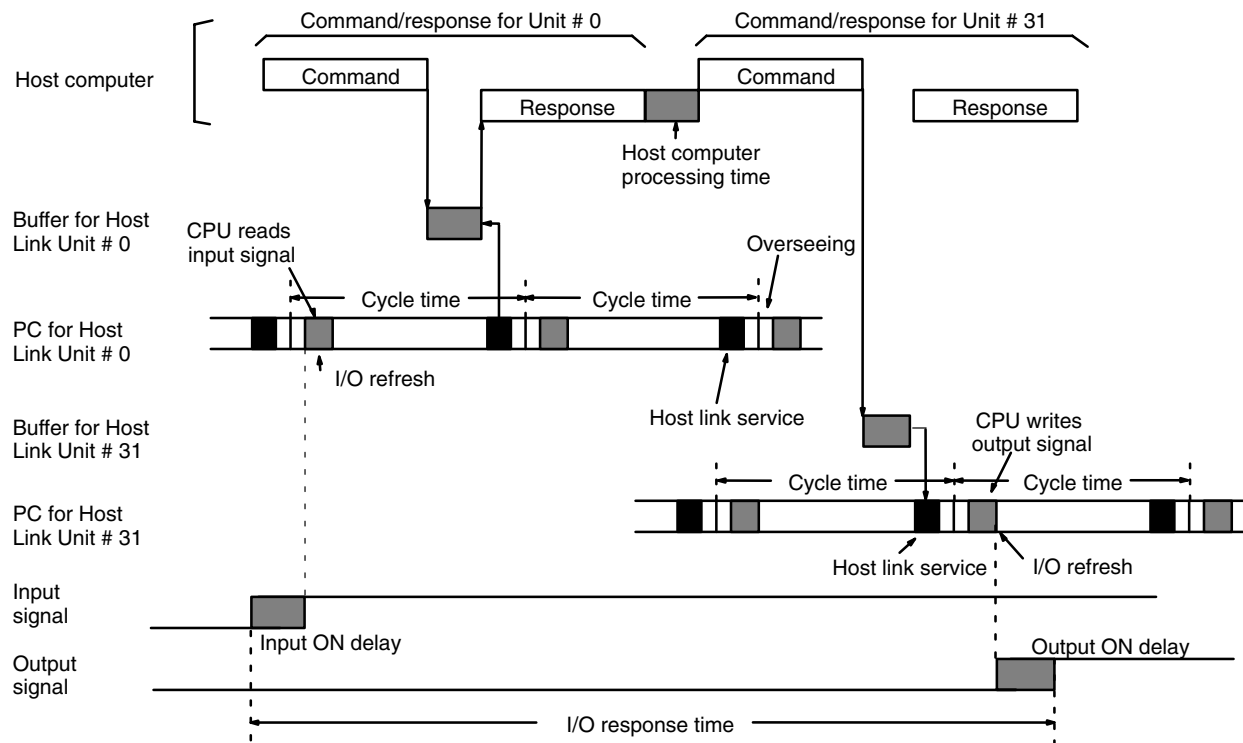 Command/response for Unit # 0
Command/response for Unit # 31
Host computer
Command
Command
Response
Response
Host computer
processing time
Buffer for Host
Link Unit # 0
CPU reads
input signal
Overseeing
Cycle time
Cycle time
PC for Host
Link Unit # 0
I/O refresh
Host link service
Buffer for Host
Link Unit # 31
CPU writes
output signal
Cycle time
Cycle time
PC for Host
Link Unit # 31
Host link service
I/O refresh
Input
signal
Input ON delay
Output
signal
Output ON delay
I/O response time